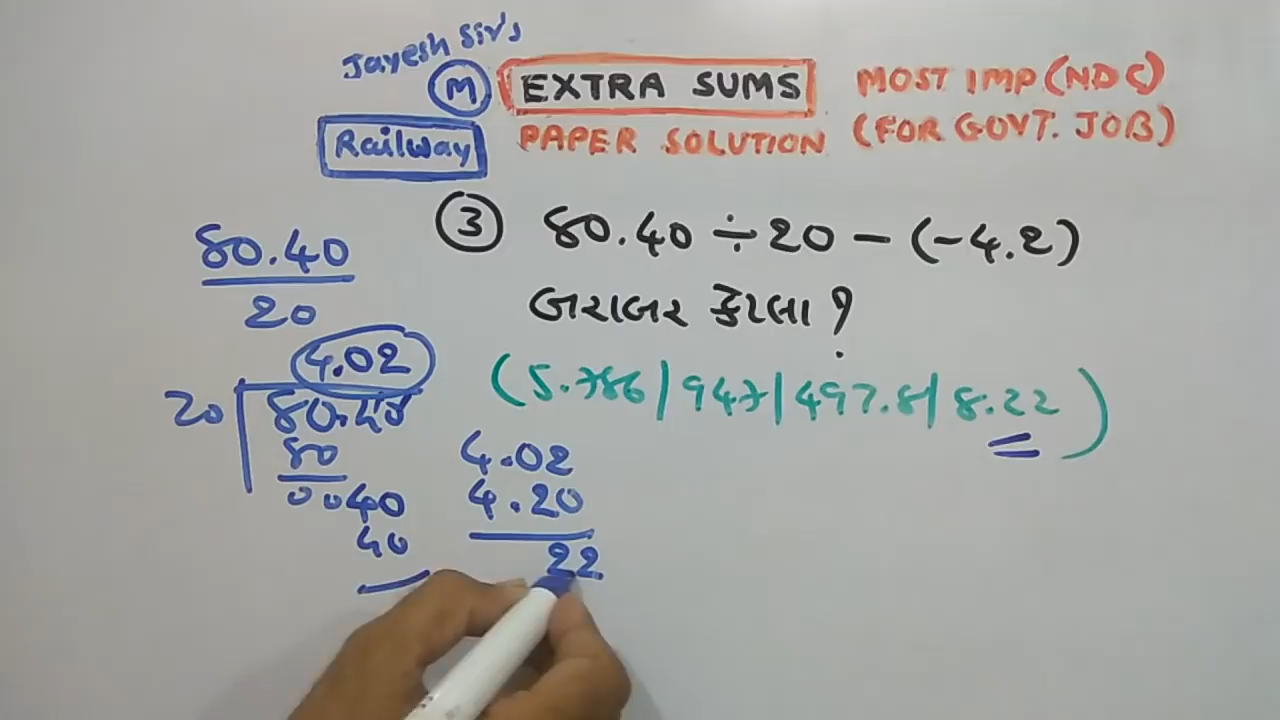 Jayesh Sir's
M EXTRA SUMS MOST IMP (NDC)
Railway PAPER SOLUTION (FOR GOVT. JOB)
3 80.40 ÷ 20 - (-4.2)
બરાબર કેટલા ?
(5.786 | 947 | 497.8 | 8.22)
80.40
20
4.02
20 80.40
80
0040
40
4.02
4.20
22